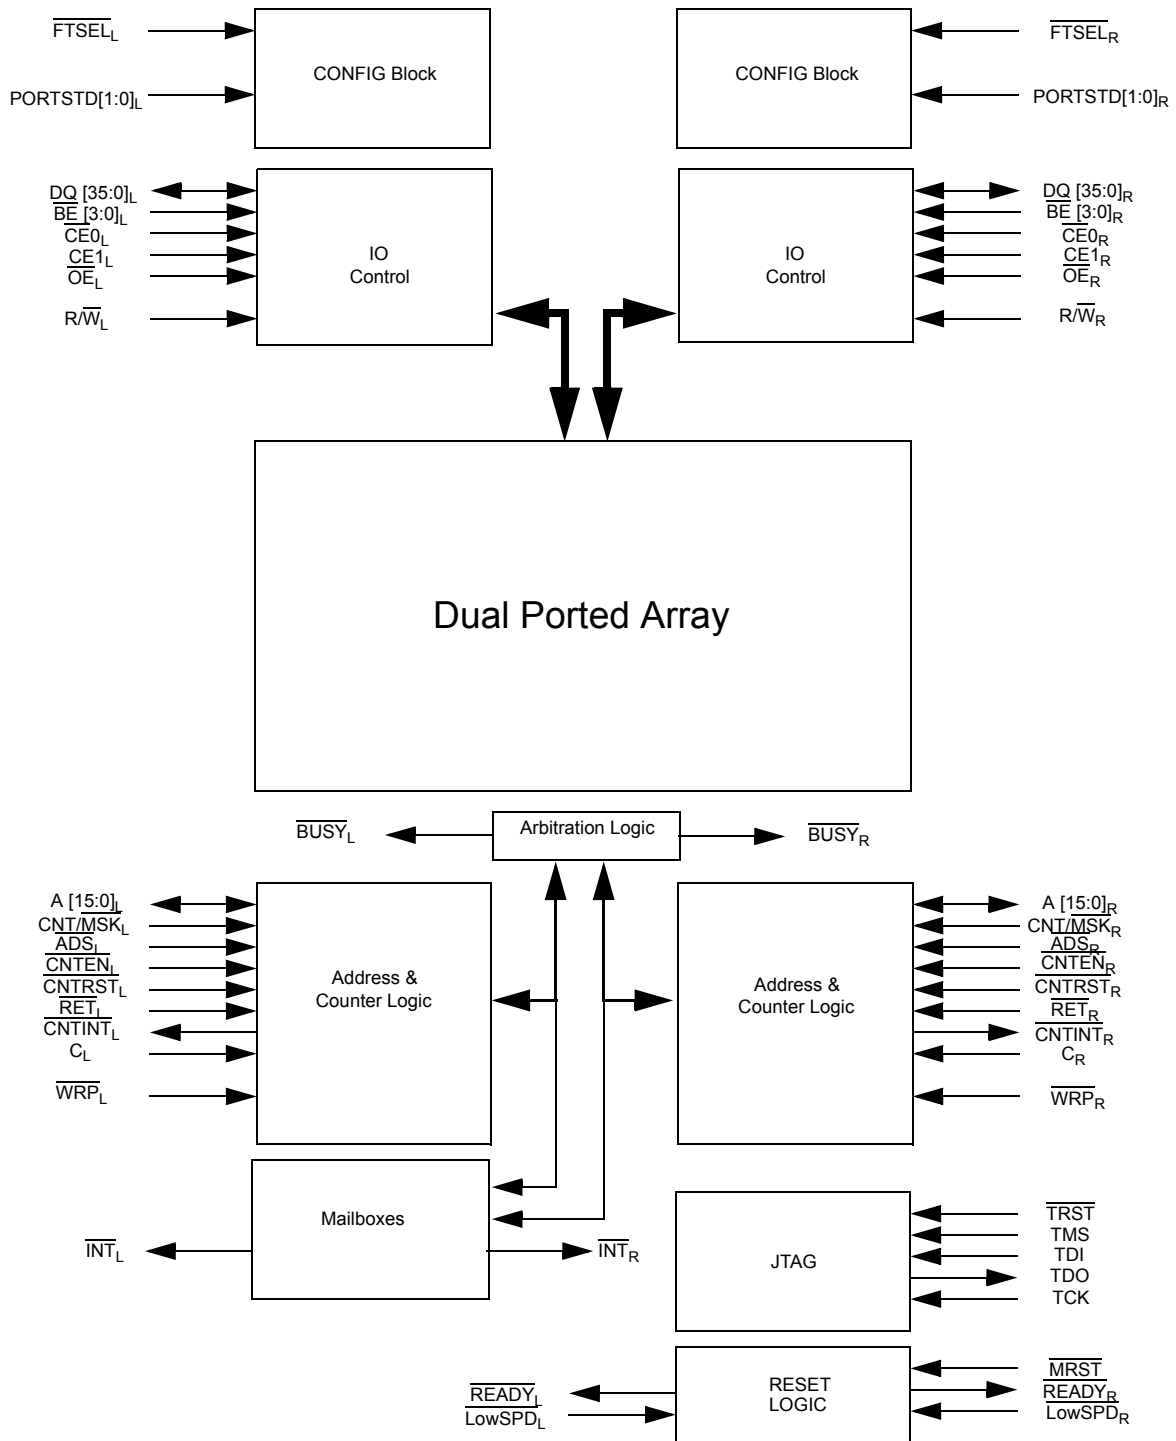 FTSEL_L
CONFIG Block
PORTSTD[1:0]_L
CONFIG Block
FTSEL_R
PORTSTD[1:0]_R
DQ [35:0]_L
BE [3:0]_L
CE0_L
CE1_L
OE_L
R/W_L
IO
Control
IO
Control
DQ [35:0]_R
BE [3:0]_R
CE0_R
CE1_R
OE_R
R/W_R
Dual Ported Array
BUSY_L
Arbitration Logic
BUSY_R
A [15:0]_L
CNT/MSK_L
ADS_L
CNTEN_L
CNTRST_L
RET_L
CNTINT_L
C_L
WRP_L
Address &
Counter Logic
Address &
Counter Logic
A [15:0]_R
CNT/MSK_R
ADS_R
CNTEN_R
CNTRST_R
RET_R
CNTINT_R
C_R
WRP_R
INT_L
Mailboxes
INT_R
JTAG
TRST
TMS
TDI
TDO
TCK
READY_L
LowSPD_L
RESET
LOGIC
MRST
READY_R
LowSPD_R